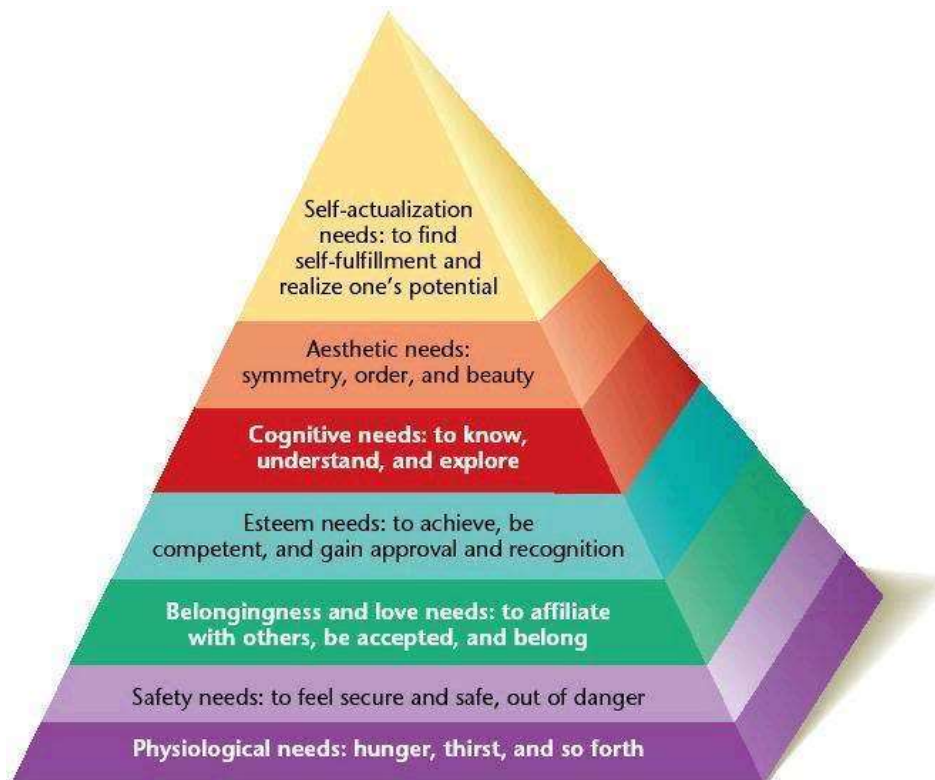 Self-actualization
needs: to find
self-fulfillment and
realize one's potential
Aesthetic needs:
symmetry, order, and beauty
Cognitive needs: to know,
understand, and explore
Esteem needs: to achieve, be
competent, and gain approval and recognition
Belongingness and love needs: to affiliate
with others, be accepted, and belong
Safety needs: to feel secure and safe, out of danger
Physiological needs: hunger, thirst, and so forth